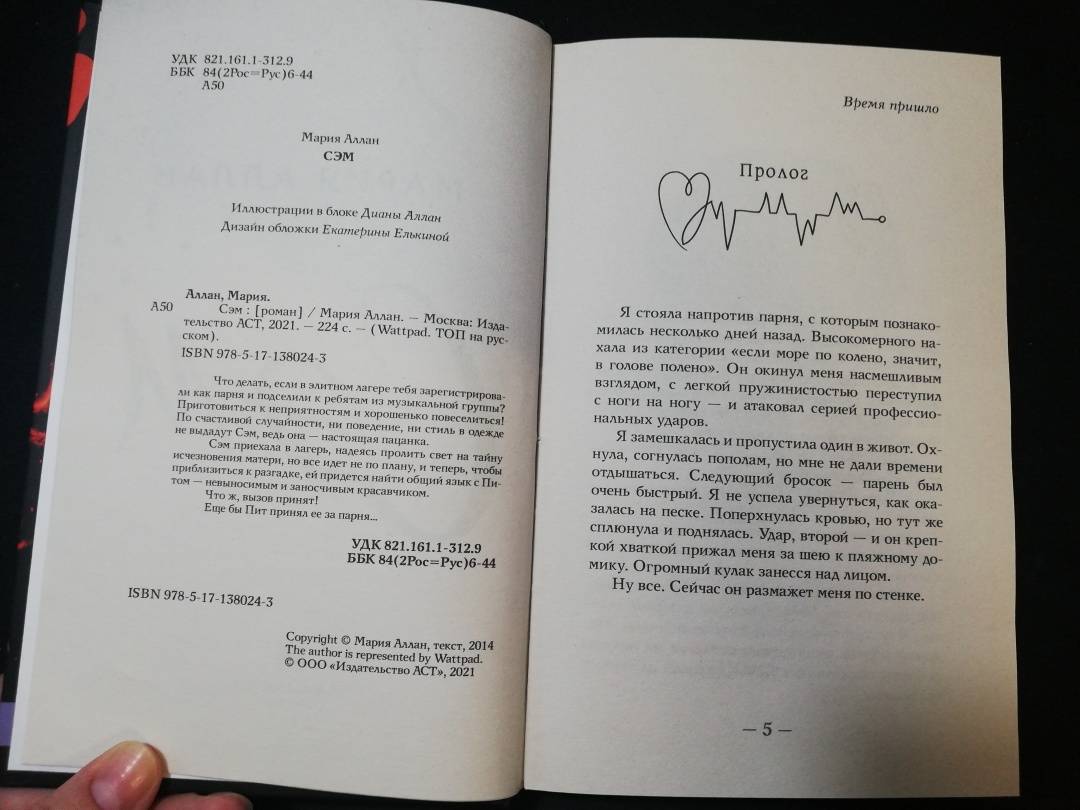 УДК 821.161.1-312.9
ББК 84(2Рос=Рус)6-44
А50
Мария Аллан
СЭМ
Иллюстрации в блоке Дианы Аллан
Дизайн обложки Екатерины Елькиной
Аллан, Мария.
А50 Сэм : [роман] / Мария Аллан. — Москва: Изда-
тельство АСТ, 2021. — 224 с. — (Wattpad. ТОП на рус-
ском).
ISBN 978-5-17-138024-3
Что делать, если в элитном лагере тебя зарегистрирова-
ли как парня и подселили к ребятам из музыкальной группы?
Приготовиться к неприятностям и хорошенько повеселиться!
По счастливой случайности, ни поведение, ни стиль в одежде
не выдадут Сэм, ведь она — настоящая пацанка.
Сэм приехала в лагерь, надеясь пролить свет на тайну
исчезновения матери, но все идет не по плану, и теперь, чтобы
приблизиться к разгадке, ей придется найти общий язык с Пи-
том — невыносимым и заносчивым красавчиком.
Что ж, вызов принят!
Еще бы Пит принял ее за парня...
УДК 821.161.1-312.9
ББК 84(2Рос=Рус)6-44
ISBN 978-5-17-138024-3
Copyright © Мария Аллан, текст, 2014
The author is represented by Wattpad.
© ООО «Издательство АСТ», 2021
Время пришло
Пролог
Я стояла напротив парня, с которым познако-
милась несколько дней назад. Высокомерного на-
хала из категории «если море по колено, значит,
в голове полено». Он окинул меня насмешливым
взглядом, с легкой пружинистостью переступил
с ноги на ногу — и атаковал серией профессио-
нальных ударов.
Я замешкалась и пропустила один в живот. Ох-
нула, согнулась пополам, но мне не дали времени
отдышаться. Следующий бросок — парень был
очень быстрый. Я не успела увернуться, как ока-
залась на песке. Поперхнулась кровью, но тут же
сплюнула и поднялась. Удар, второй — и он креп-
кой хваткой прижал меня за шею к пляжному до-
мику. Огромный кулак занесся над лицом.
Ну все. Сейчас он размажет меня по стенке.
— 5 —